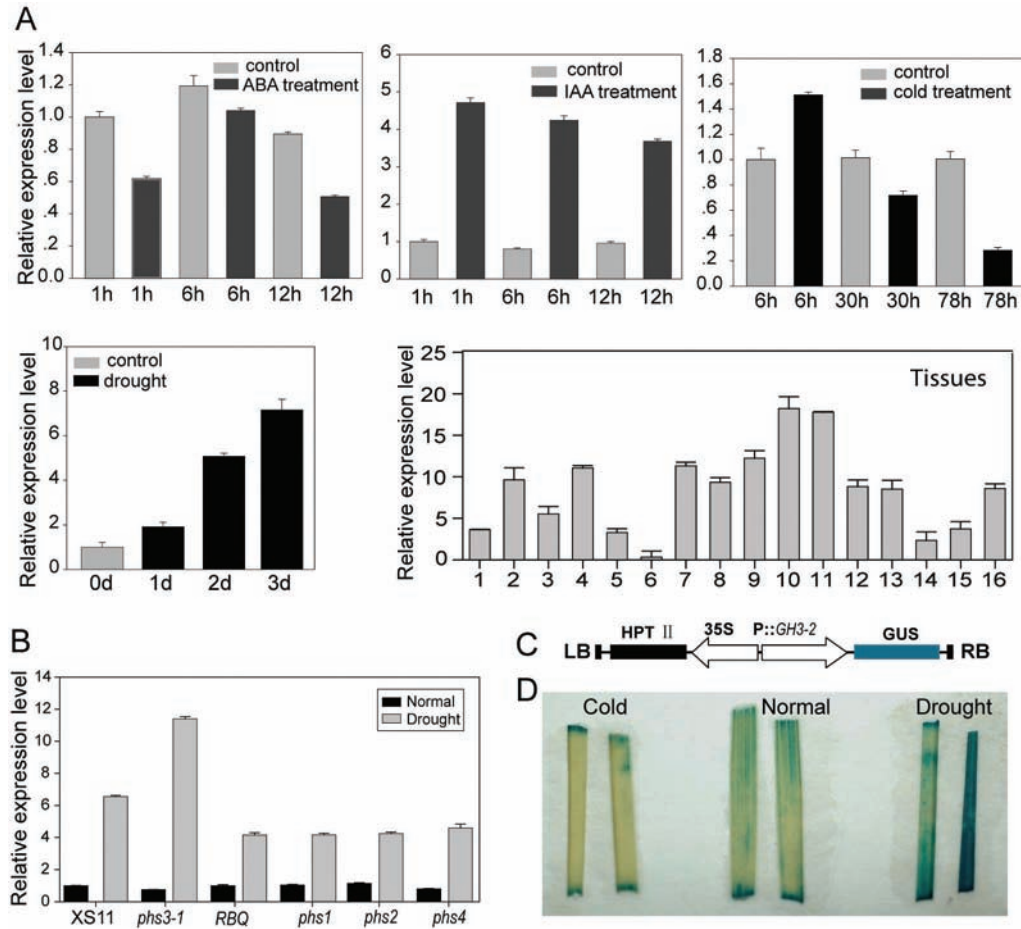 A
Relative expression level
1.4
1.2
1.0
.8
.6
.4
.2
0.0
control
ABA treatment
1h 1h 6h 6h 12h 12h
6
5
4
3
2
1
0
control
IAA treatment
1h 1h 6h 6h 12h 12h
1.8
1.6
1.4
1.2
1.0
.8
.6
.4
.2
0.0
control
cold treatment
6h 6h 30h 30h 78h 78h
Relative expression level
10
8
6
4
2
0
control
drought
0d 1d 2d 3d
Relative expression level
25
20
15
10
5
0
Tissues
1 2 3 4 5 6 7 8 9 10 11 12 13 14 15 16
B
Relative expression level
14
12
10
8
6
4
2
0
Normal
Drought
XS11 phs3-1 RBQ phs1 phs2 phs4
C
LB HPT II 35S P::GH3-2 GUS RB
D
Cold Normal Drought